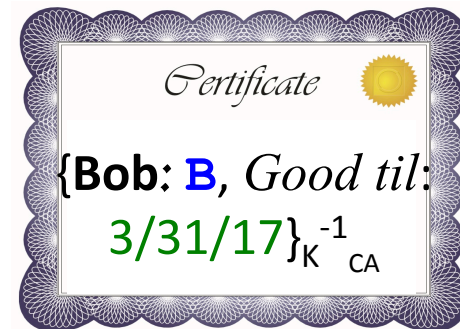 Certificate
{Bob: B, Good til:
3/31/17}K-1CA